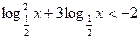 log²_{1/2} x + 3log_{1/2} x < −2